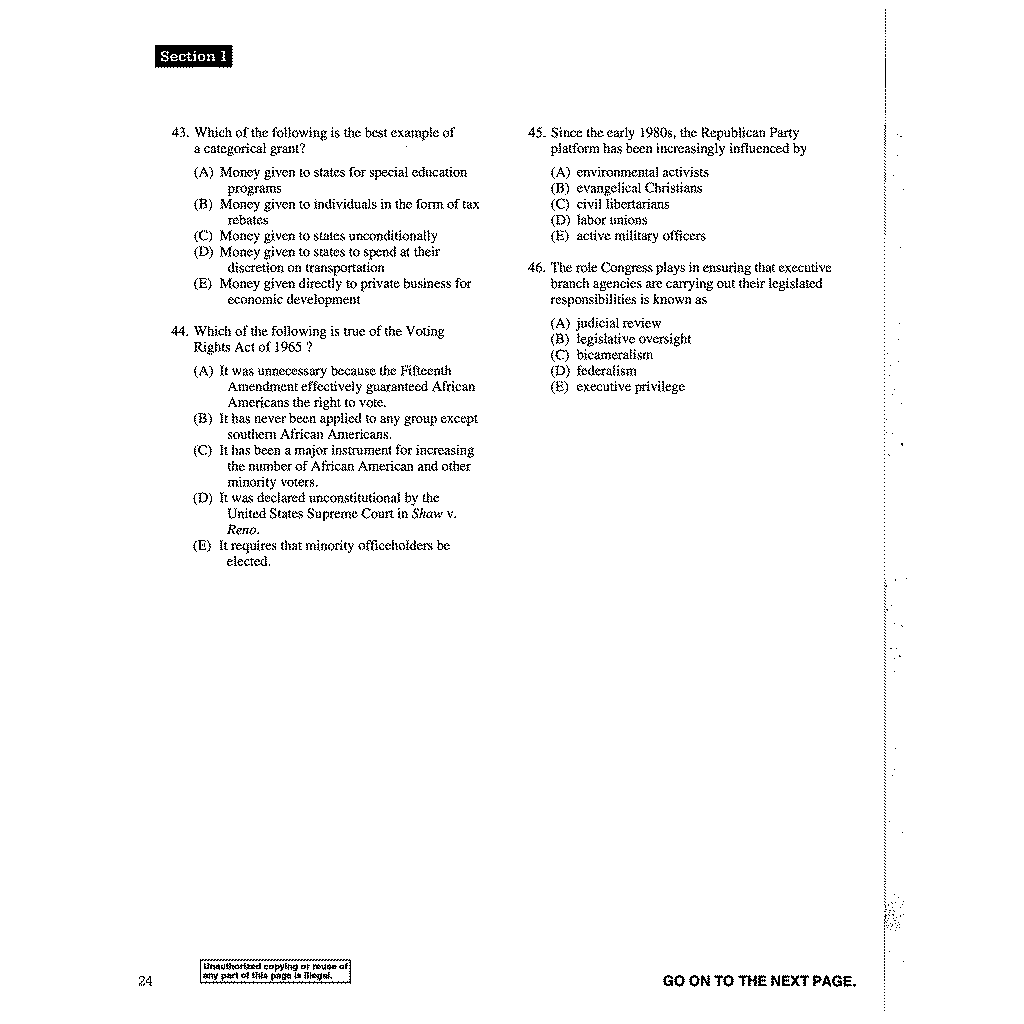 Section 1
43. Which of the following is the best example of
a categorical grant?
(A) Money given to states for special education
programs
(B) Money given to individuals in the form of tax
rebates
(C) Money given to states unconditionally
(D) Money given to states to spend at their
discretion on transportation
(E) Money given directly to private business for
economic development
44. Which of the following is true of the Voting
Rights Act of 1965 ?
(A) It was unnecessary because the Fifteenth
Amendment effectively guaranteed African
Americans the right to vote.
(B) It has never been applied to any group except
southern African Americans.
(C) It has been a major instrument for increasing
the number of African American and other
minority voters.
(D) It was declared unconstitutional by the
United States Supreme Court in Shaw v.
Reno.
(E) It requires that minority officeholders be
elected.
45. Since the early 1980s, the Republican Party
platform has been increasingly influenced by
(A) environmental activists
(B) evangelical Christians
(C) civil libertarians
(D) labor unions
(E) active military officers
46. The role Congress plays in ensuring that executive
branch agencies are carrying out their legislated
responsibilities is known as
(A) judicial review
(B) legislative oversight
(C) bicameralism
(D) federalism
(E) executive privilege
24
Unauthorized copying or reuse of
any part of this page is illegal.
GO ON TO THE NEXT PAGE.